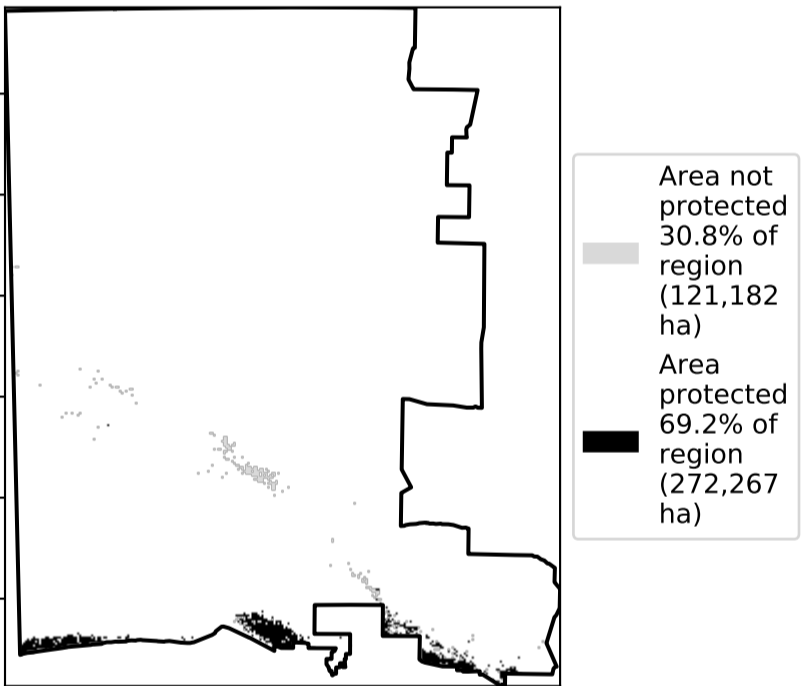 Area not
protected
30.8% of
region
(121,182
ha)
Area
protected
69.2% of
region
(272,267
ha)